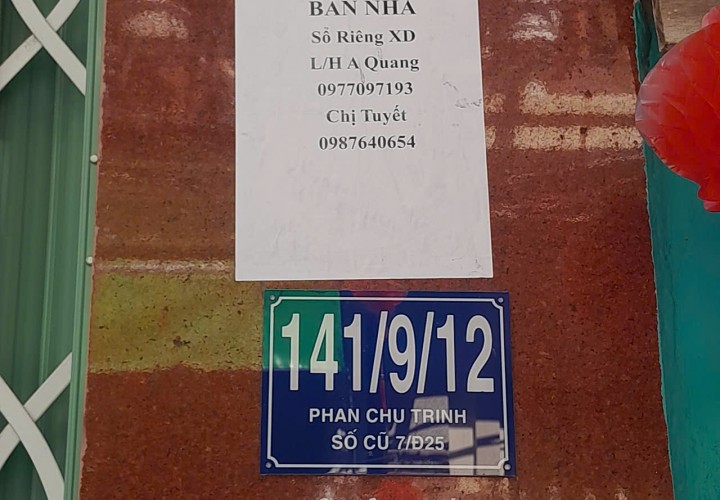 BÁN NHÀ
Sổ Riêng XD
L/H A Quang
0977097193
Chị Tuyết
0987640654
141/9/12
PHAN CHU TRINH
SỐ CŨ 7/Đ25